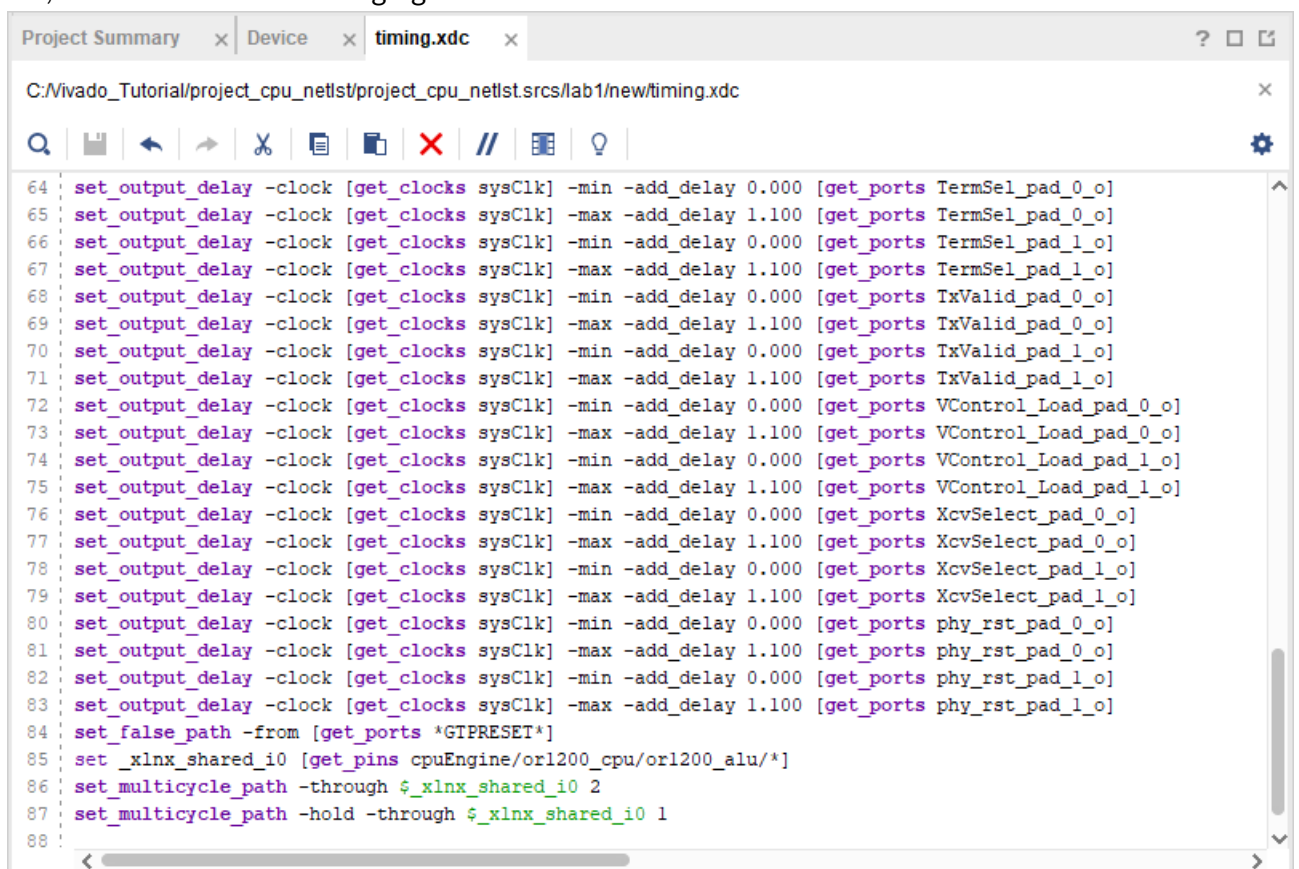 Project Summary × Device × timing.xdc × ?
C:/Vivado_Tutorial/project_cpu_netlst/project_cpu_netlst.srcs/lab1/new/timing.xdc ×
64 set_output_delay -clock [get_clocks sysClk] -min -add_delay 0.000 [get_ports TermSel_pad_0_o]
65 set_output_delay -clock [get_clocks sysClk] -max -add_delay 1.100 [get_ports TermSel_pad_0_o]
66 set_output_delay -clock [get_clocks sysClk] -min -add_delay 0.000 [get_ports TermSel_pad_1_o]
67 set_output_delay -clock [get_clocks sysClk] -max -add_delay 1.100 [get_ports TermSel_pad_1_o]
68 set_output_delay -clock [get_clocks sysClk] -min -add_delay 0.000 [get_ports TxValid_pad_0_o]
69 set_output_delay -clock [get_clocks sysClk] -max -add_delay 1.100 [get_ports TxValid_pad_0_o]
70 set_output_delay -clock [get_clocks sysClk] -min -add_delay 0.000 [get_ports TxValid_pad_1_o]
71 set_output_delay -clock [get_clocks sysClk] -max -add_delay 1.100 [get_ports TxValid_pad_1_o]
72 set_output_delay -clock [get_clocks sysClk] -min -add_delay 0.000 [get_ports VControl_Load_pad_0_o]
73 set_output_delay -clock [get_clocks sysClk] -max -add_delay 1.100 [get_ports VControl_Load_pad_0_o]
74 set_output_delay -clock [get_clocks sysClk] -min -add_delay 0.000 [get_ports VControl_Load_pad_1_o]
75 set_output_delay -clock [get_clocks sysClk] -max -add_delay 1.100 [get_ports VControl_Load_pad_1_o]
76 set_output_delay -clock [get_clocks sysClk] -min -add_delay 0.000 [get_ports XcvSelect_pad_0_o]
77 set_output_delay -clock [get_clocks sysClk] -max -add_delay 1.100 [get_ports XcvSelect_pad_0_o]
78 set_output_delay -clock [get_clocks sysClk] -min -add_delay 0.000 [get_ports XcvSelect_pad_1_o]
79 set_output_delay -clock [get_clocks sysClk] -max -add_delay 1.100 [get_ports XcvSelect_pad_1_o]
80 set_output_delay -clock [get_clocks sysClk] -min -add_delay 0.000 [get_ports phy_rst_pad_0_o]
81 set_output_delay -clock [get_clocks sysClk] -max -add_delay 1.100 [get_ports phy_rst_pad_0_o]
82 set_output_delay -clock [get_clocks sysClk] -min -add_delay 0.000 [get_ports phy_rst_pad_1_o]
83 set_output_delay -clock [get_clocks sysClk] -max -add_delay 1.100 [get_ports phy_rst_pad_1_o]
84 set_false_path -from [get_ports *GTPRESET*]
85 set _xlnx_shared_i0 [get_pins cpuEngine/or1200_cpu/or1200_alu/*]
86 set_multicycle_path -through $_xlnx_shared_i0 2
87 set_multicycle_path -hold -through $_xlnx_shared_i0 1
88